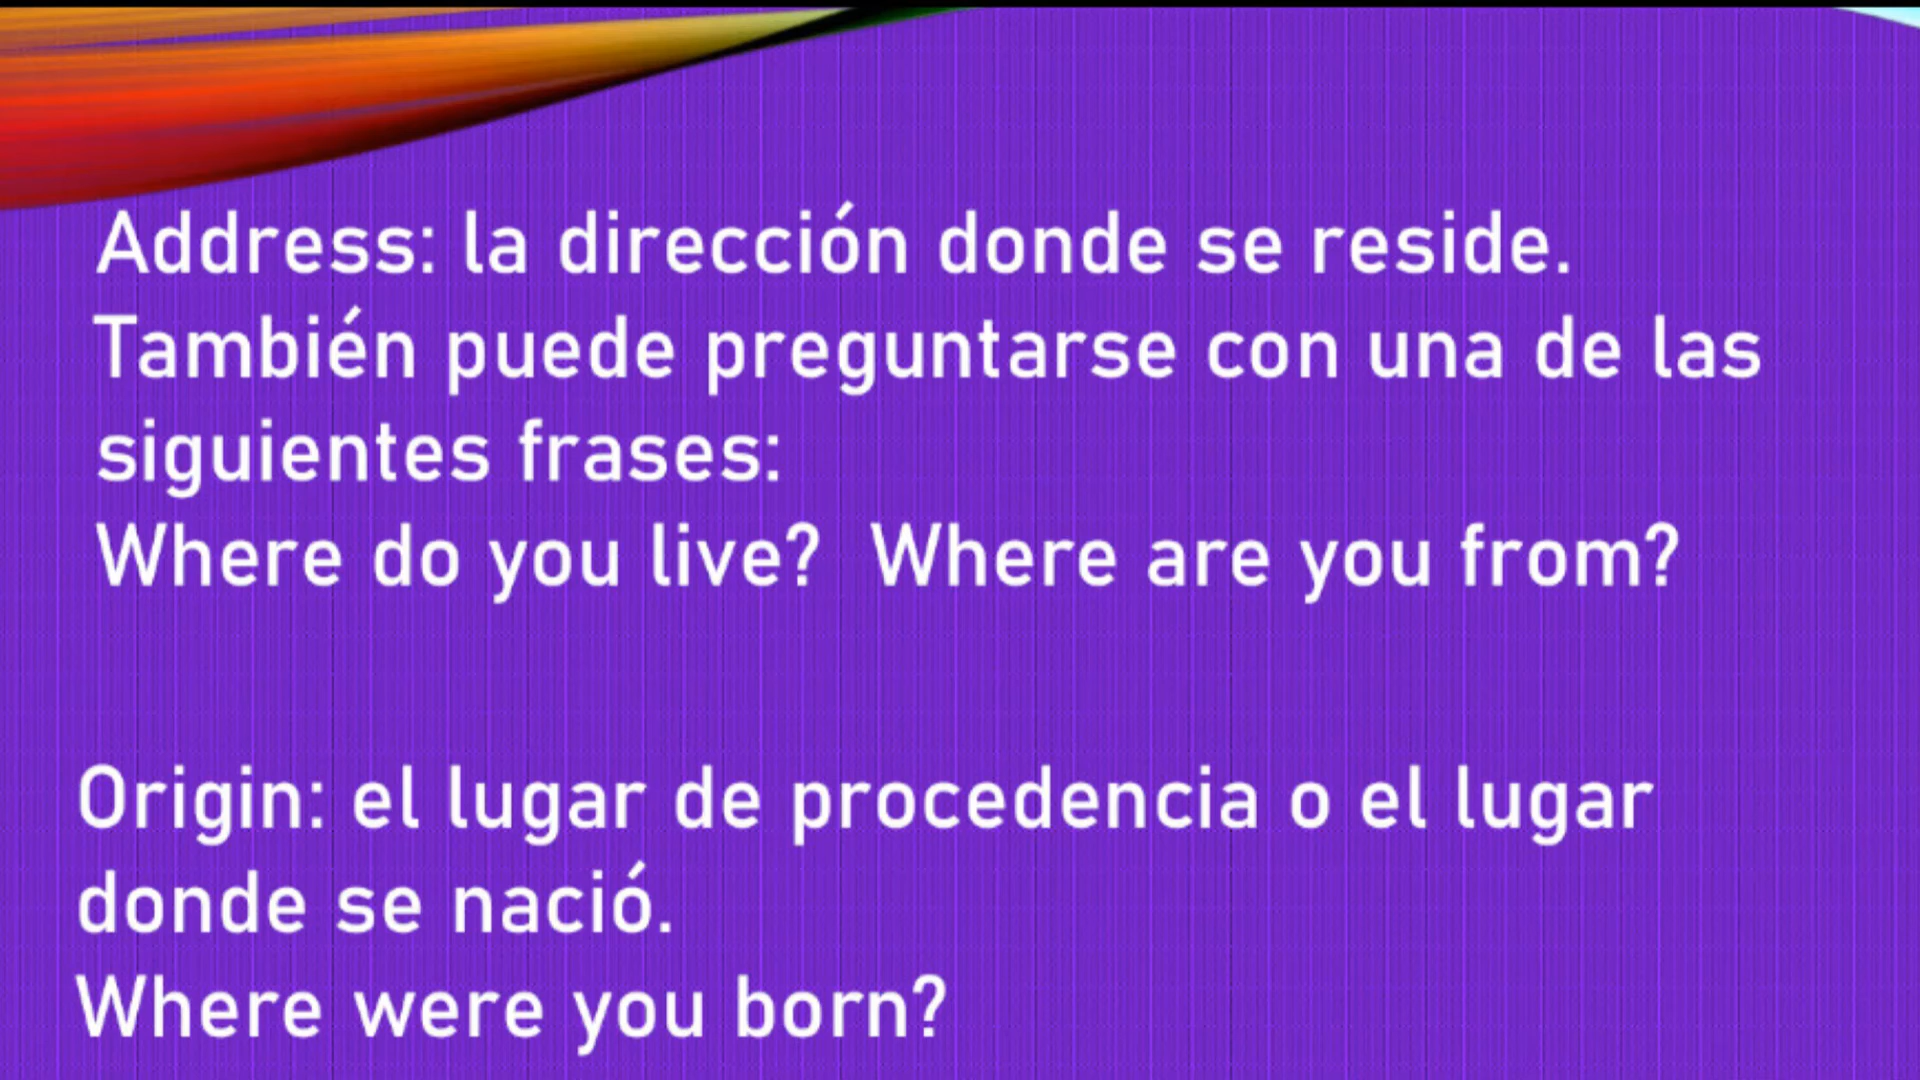 Address: la dirección donde se reside.
También puede preguntarse con una de las
siguientes frases:
Where do you live?  Where are you from?
Origin: el lugar de procedencia o el lugar
donde se nació.
Where were you born?